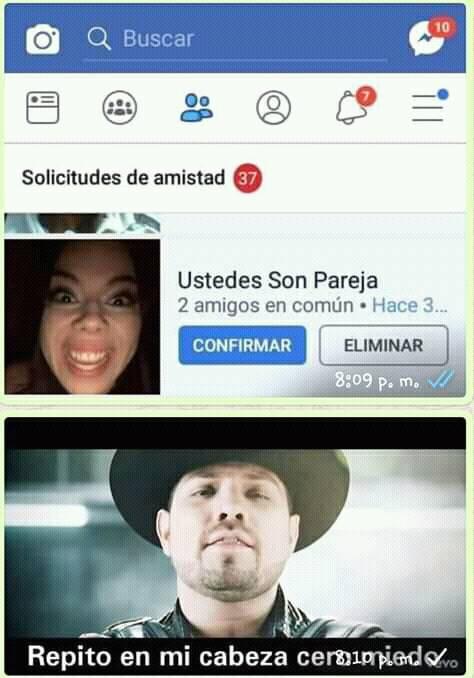 Buscar
10
7
Solicitudes de amistad 37
Ustedes Son Pareja
2 amigos en común • Hace 3...
CONFIRMAR
ELIMINAR
8:09 p. m.
Repito en mi cabeza cero miedo
8:10 p. m.
vevo